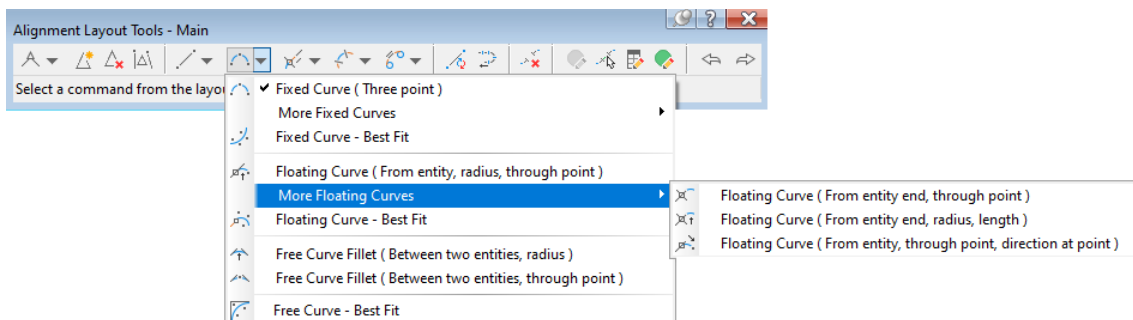 Alignment Layout Tools - Main
?
Select a command from the layou
Fixed Curve ( Three point )
More Fixed Curves
Fixed Curve - Best Fit
Floating Curve ( From entity, radius, through point )
More Floating Curves
Floating Curve ( From entity end, through point )
Floating Curve - Best Fit
Floating Curve ( From entity end, radius, length )
Floating Curve ( From entity, through point, direction at point )
Free Curve Fillet ( Between two entities, radius )
Free Curve Fillet ( Between two entities, through point )
Free Curve - Best Fit